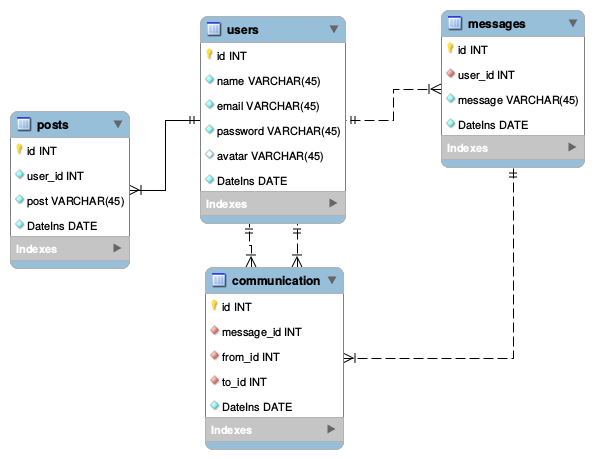 users
id INT
name VARCHAR(45)
email VARCHAR(45)
password VARCHAR(45)
avatar VARCHAR(45)
DateIns DATE
Indexes
messages
id INT
user_id INT
message VARCHAR(45)
DateIns DATE
Indexes
posts
id INT
user_id INT
post VARCHAR(45)
DateIns DATE
Indexes
communication
id INT
message_id INT
from_id INT
to_id INT
DateIns DATE
Indexes